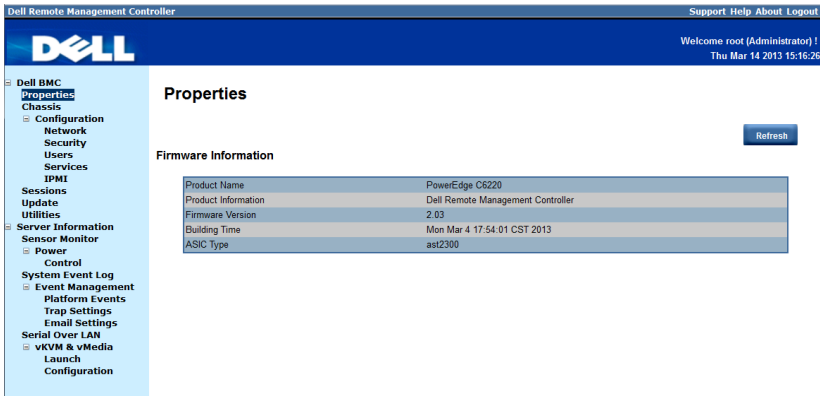 Dell Remote Management Controller
Support Help About Logout
DELL
Welcome root (Administrator) !
Thu Mar 14 2013 15:16:26
Dell BMC
Properties
Chassis
Configuration
Network
Security
Users
Services
IPMI
Sessions
Update
Utilities
Server Information
Sensor Monitor
Power
Control
System Event Log
Event Management
Platform Events
Trap Settings
Email Settings
Serial Over LAN
vKVM & vMedia
Launch
Configuration
Properties
Refresh
Firmware Information
Product Name PowerEdge C6220
Product Information Dell Remote Management Controller
Firmware Version 2.03
Building Time Mon Mar 4 17:54:01 CST 2013
ASIC Type ast2300